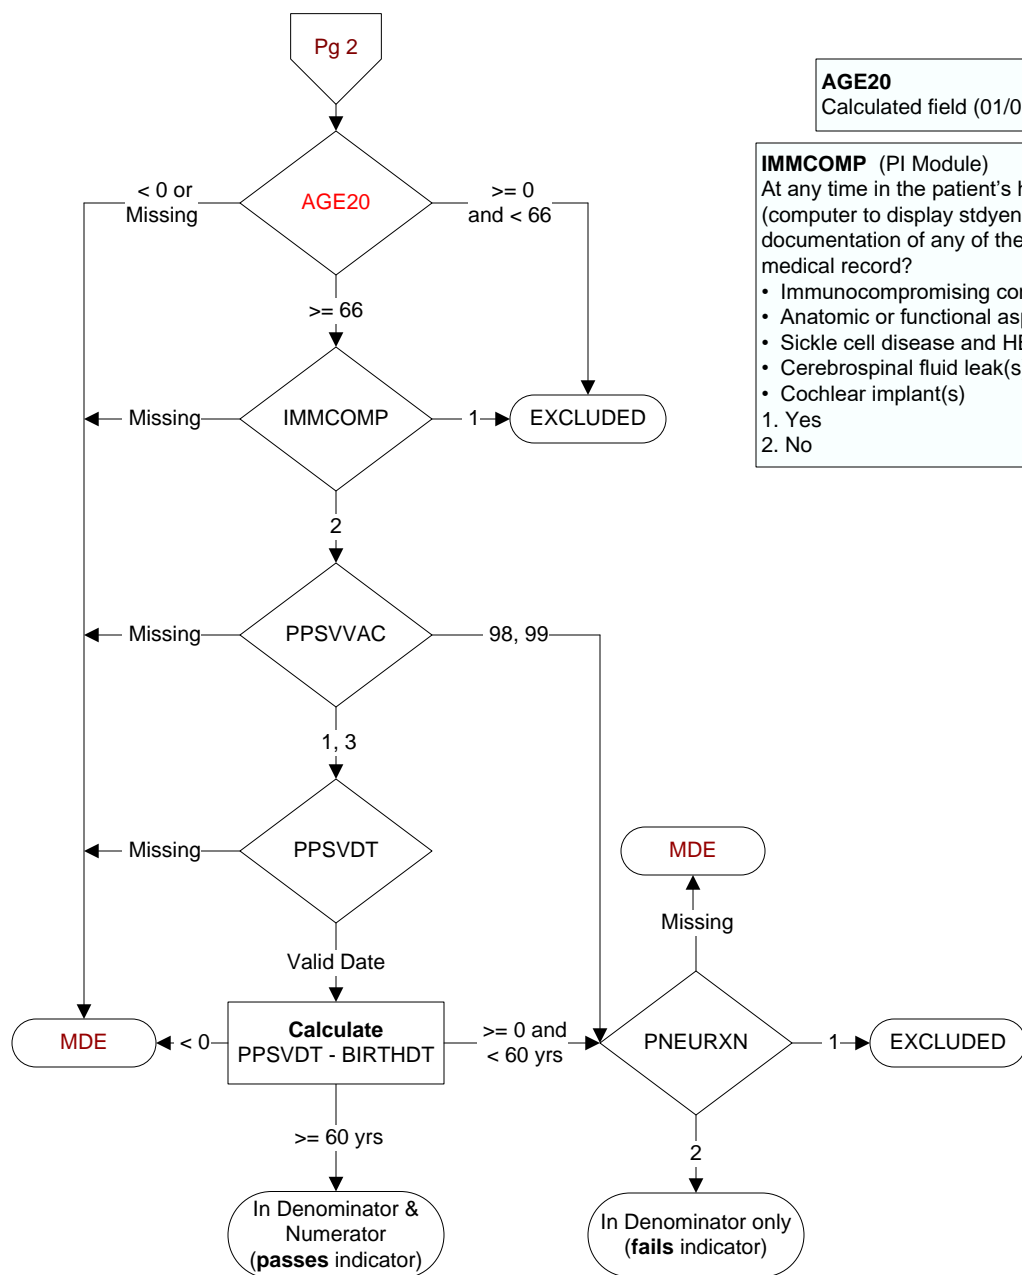 Pg 2
AGE20
Calculated field (01/0
< 0 or
Missing
AGE20
>= 0
and < 66
IMMCOMP (PI Module)
At any time in the patient's h
(computer to display stdyen
documentation of any of the
medical record?
• Immunocompromising con
• Anatomic or functional asp
• Sickle cell disease and HE
• Cerebrospinal fluid leak(s
• Cochlear implant(s)
1. Yes
2. No
>= 66
Missing
IMMCOMP
1
EXCLUDED
2
Missing
PPSVVAC
98, 99
1, 3
Missing
PPSVDT
MDE
Missing
Valid Date
MDE
< 0
Calculate
PPSVDT - BIRTHDT
>= 0 and
< 60 yrs
PNEURXN
1
EXCLUDED
>= 60 yrs
2
In Denominator &
Numerator
(passes indicator)
In Denominator only
(fails indicator)